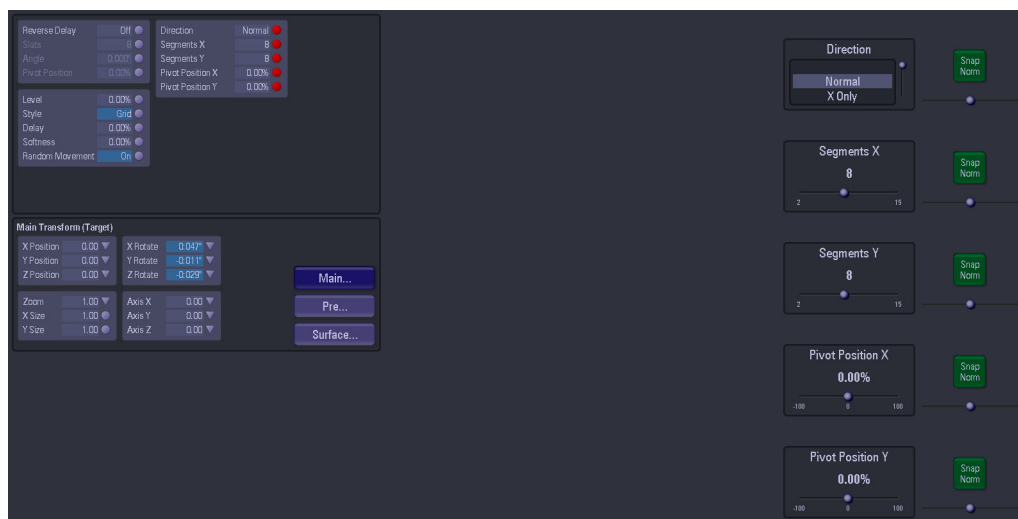 Reverse Delay Off
Slats 8
Angle 0.000°
Pivot Position 0.00%
Direction Normal
Segments X 8
Segments Y 8
Pivot Position X 0.00%
Pivot Position Y 0.00%
Level 0.00%
Style Grid
Delay 0.00%
Softness 0.00%
Random Movement On
Main Transform (Target)
X Position 0.00
Y Position 0.00
Z Position 0.00
X Rotate 0:047°
Y Rotate -0:011°
Z Rotate -0:029°
Zoom 1.00
X Size 1.00
Y Size 1.00
Axis X 0.00
Axis Y 0.00
Axis Z 0.00
Main...
Pre...
Surface...
Direction
Normal
X Only
Snap
Norm
Segments X
8
2 15
Snap
Norm
Segments Y
8
2 15
Snap
Norm
Pivot Position X
0.00%
-100 0 100
Snap
Norm
Pivot Position Y
0.00%
-100 0 100
Snap
Norm